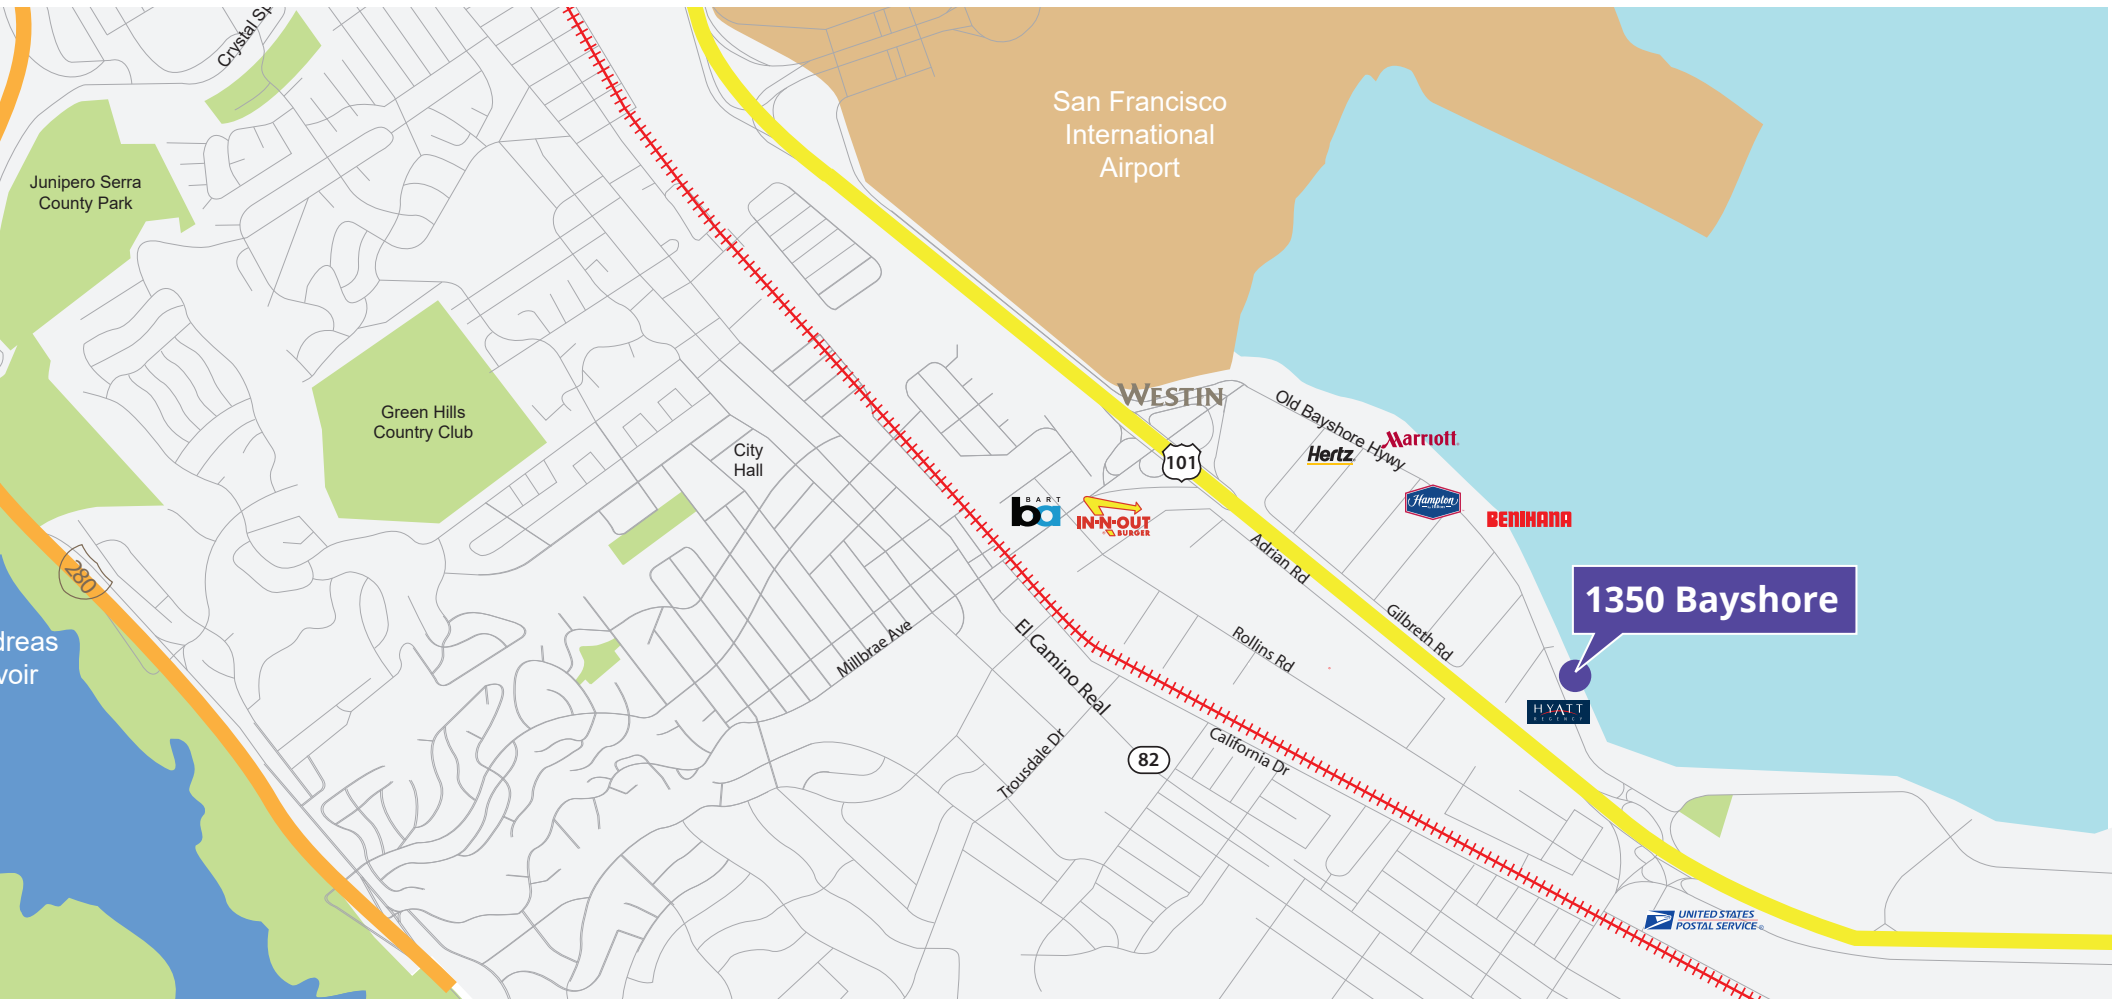 Crystal Sp
San Francisco
International
Airport
Junipero Serra
County Park
WESTIN
Old Bayshore Hywy
Marriott
Green Hills
Country Club
City
Hall
Hertz
101
BART
ba
IN-N-OUT
BURGER
Hampton
BENIHANA
Adrian Rd
280
1350 Bayshore
Gilbreth Rd
dreas
voir
Millbrae Ave
El Camino Real
Rollins Rd
HYATT
REGENCY
Trousdale Dr
82
California Dr
UNITED STATES
POSTAL SERVICE®